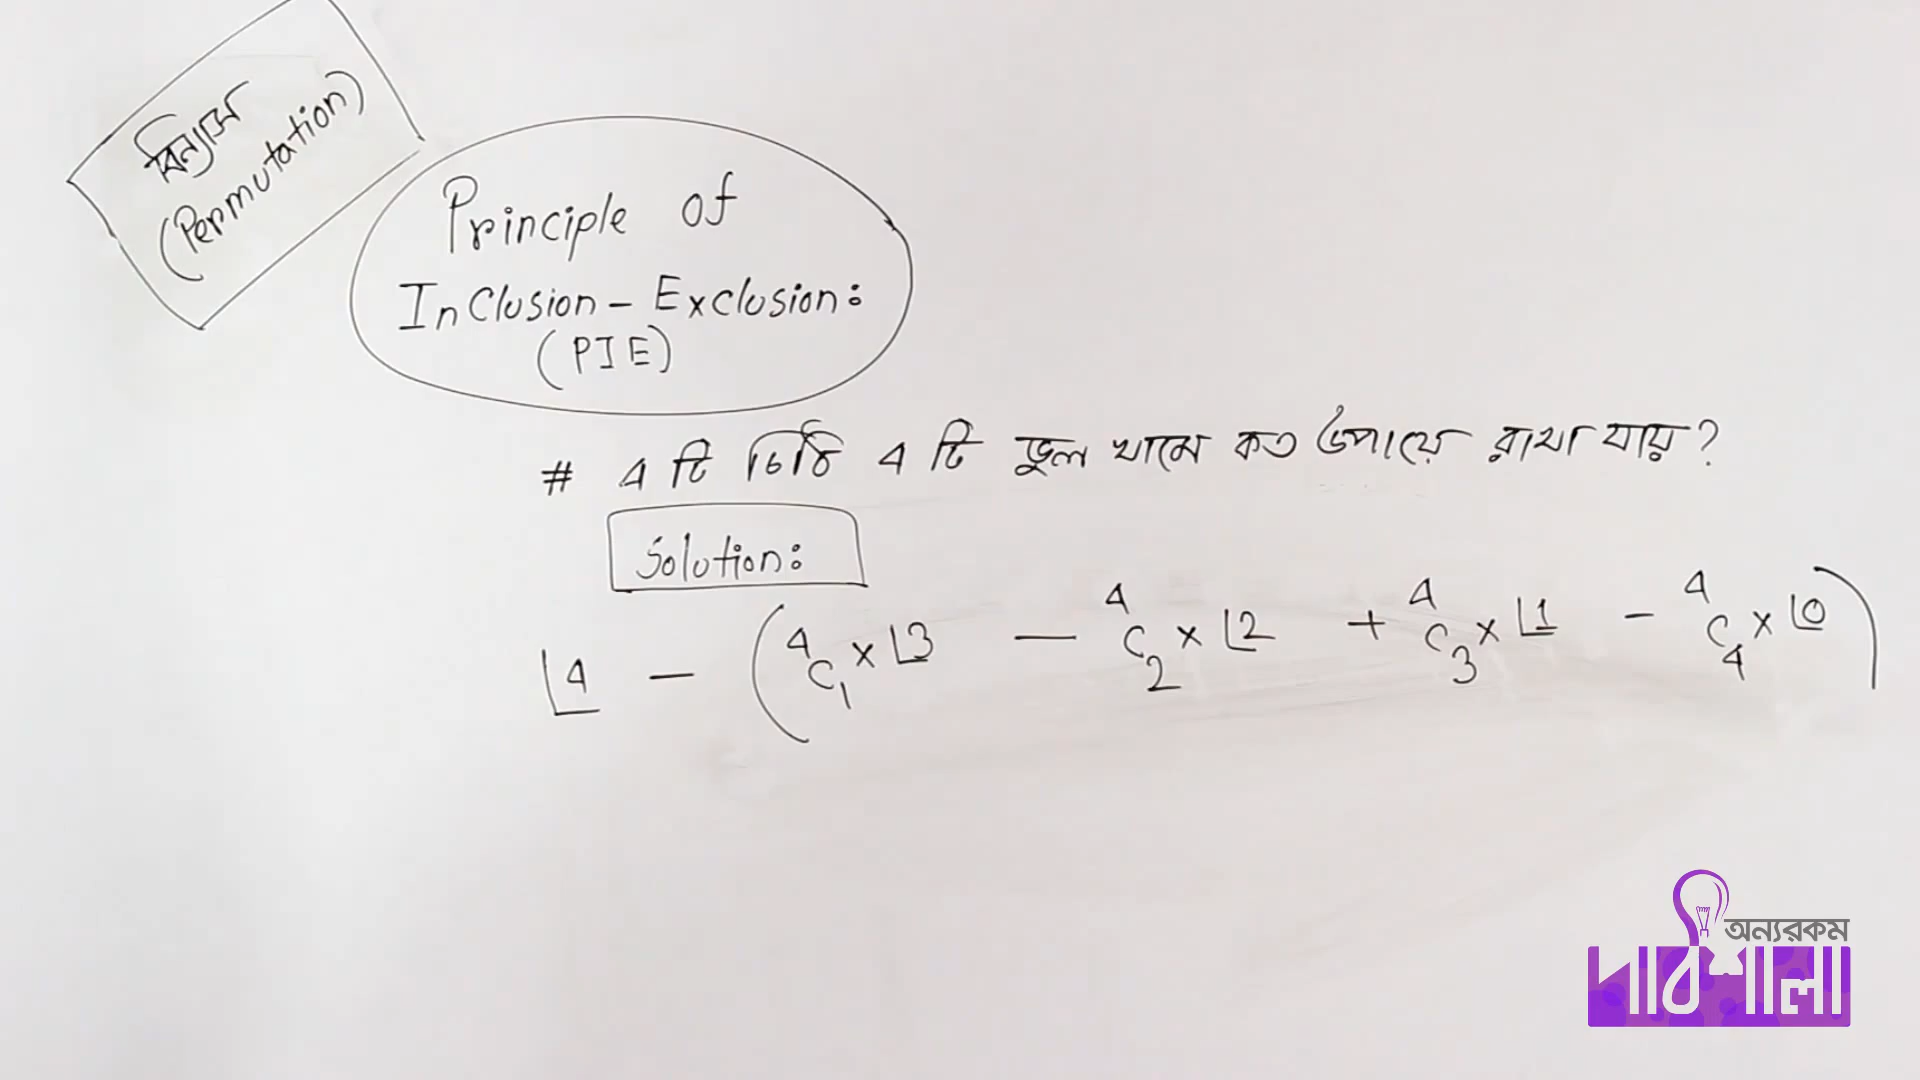 বিন্যাস
(Permutation)
Principle of
Inclusion - Exclusion:
(PIE)
# 4 টি চিঠি 4 টি ভুল খামে কত উপায়ে রাখা যায়?
Solution:
⌊4 - (⁴C₁ × ⌊3 - ⁴C₂ × ⌊2 + ⁴C₃ × ⌊1 - ⁴C₄ × ⌊0)
অন্যরকম
পাঠশালা